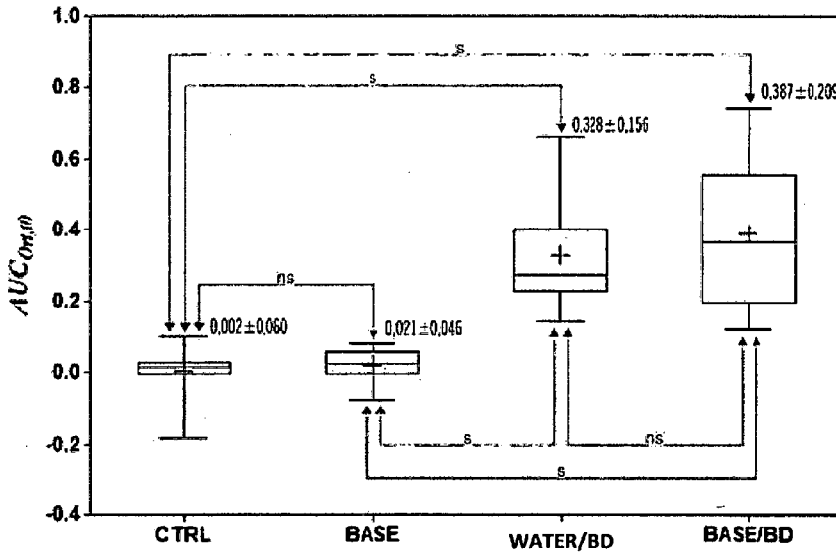 1.0
0.8
0.6
0.4
0.2
0.0
-0.2
-0.4
s
0,387±0,209
s
0,328±0,156
ns
0,002±0,060
0,021±0,046
s
ns
s
CTRL
BASE
WATER/BD
BASE/BD